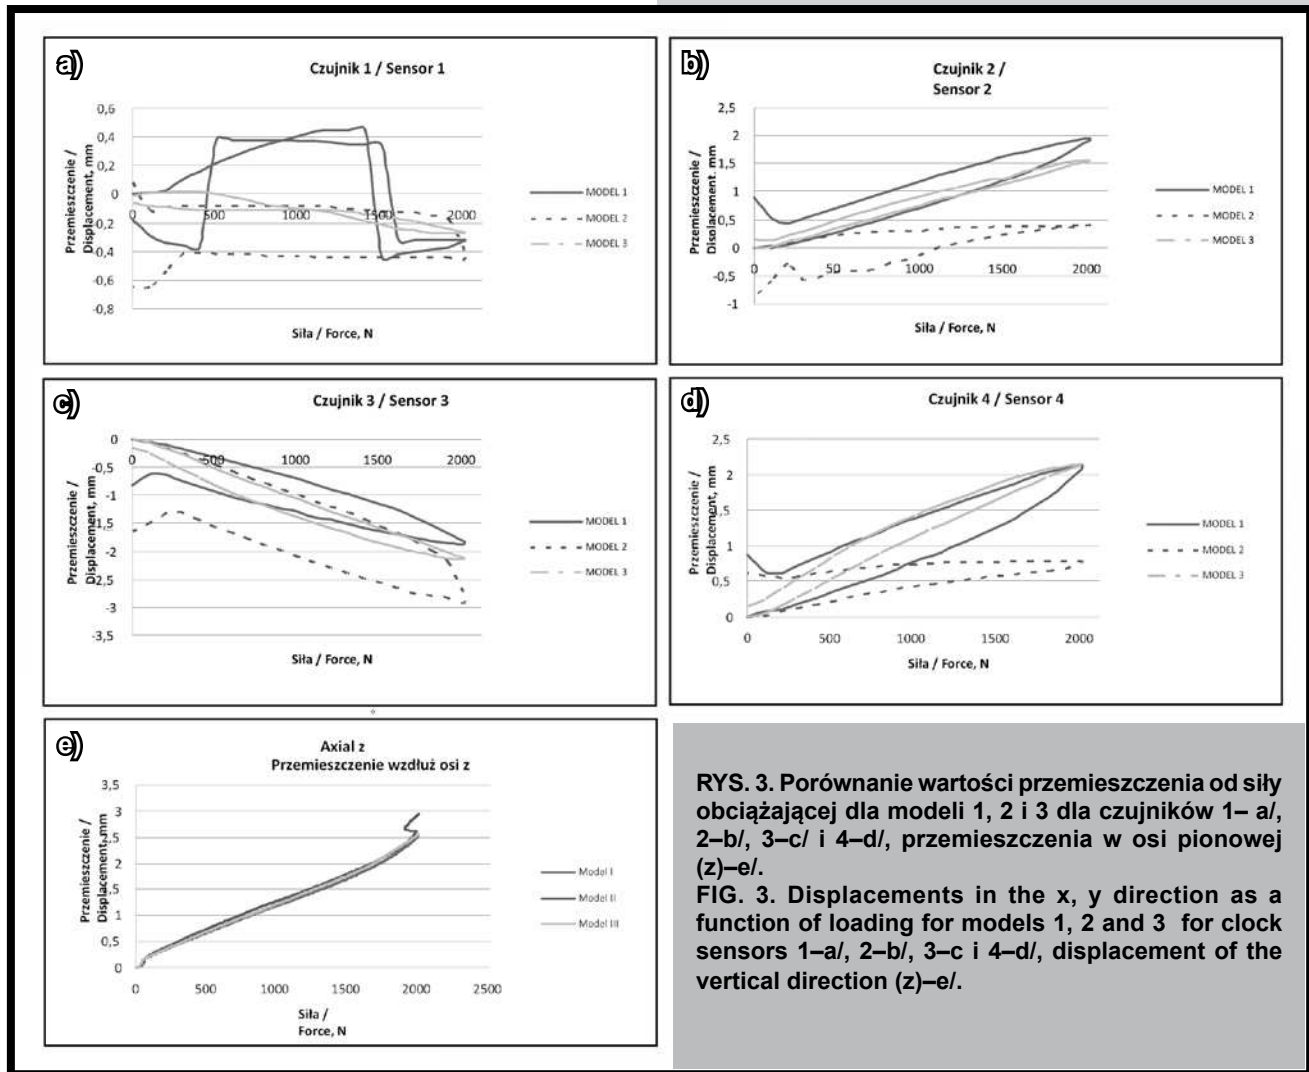 a)
Czujnik 1 / Sensor 1
Przemieszczenie /
Displacement, mm
0,6
0,4
0,2
0
-0,2
-0,4
-0,6
-0,8
0
500
1000
1500
2000
Siła / Force, N
MODEL 1
MODEL 2
MODEL 3
b)
Czujnik 2 /
Sensor 2
Przemieszczenie /
Displacement. mm
2,5
2
1,5
1
0,5
0
-0,5
-1
0
50
1000
1500
2000
Siła / Force, N
MODEL 1
MODEL 2
MODEL 3
c)
Czujnik 3 / Sensor 3
Przemieszczenie /
Displacement, mm
0
-0,5
-1
-1,5
-2
-2,5
-3
-3,5
0
500
1000
1500
2000
Siła / Force, N
MODEL 1
MODEL 2
MODEL 3
d)
Czujnik 4 / Sensor 4
Przemieszczenie /
Displacement, mm
2,5
2
1,5
1
0,5
0
0
500
1000
1500
2000
Siła / Force, N
MODEL 1
MODEL 2
MODEL 3
e)
Axial z
Przemieszczenie wzdłuż osi z
Przemieszczenie /
Displacement, mm
3,5
3
2,5
2
1,5
1
0,5
0
0
500
1000
1500
2000
2500
Siła /
Force, N
Model I
Model II
Model III
RYS. 3. Porównanie wartości przemieszczenia od siły
obciążającej dla modeli 1, 2 i 3 dla czujników 1– a/,
2–b/, 3–c/ i 4–d/, przemieszczenia w osi pionowej
(z)–e/.
FIG. 3. Displacements in the x, y direction as a
function of loading for models 1, 2 and 3 for clock
sensors 1–a/, 2–b/, 3–c i 4–d/, displacement of the
vertical direction (z)–e/.